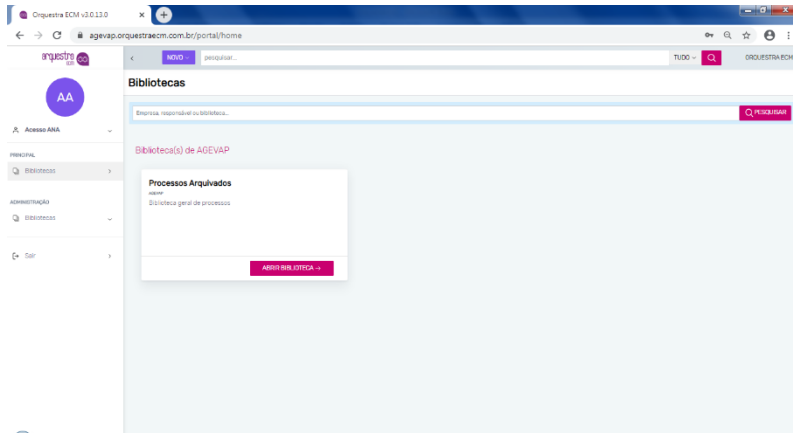 Orquestra ECM v3.0.13.0
agevap.orquestraecm.com.br/portal/home
orquestra
ECM
NOVO
pesquisar...
TUDO
ORQUESTRA ECM
AA
Bibliotecas
Empresa, responsável ou biblioteca...
PESQUISAR
Acesso ANA
Biblioteca(s) de AGEVAP
PRINCIPAL
Bibliotecas
Processos Arquivados
AGEVAP
Biblioteca geral de processos.
ADMINISTRAÇÃO
Bibliotecas
Sair
ABRIR BIBLIOTECA →